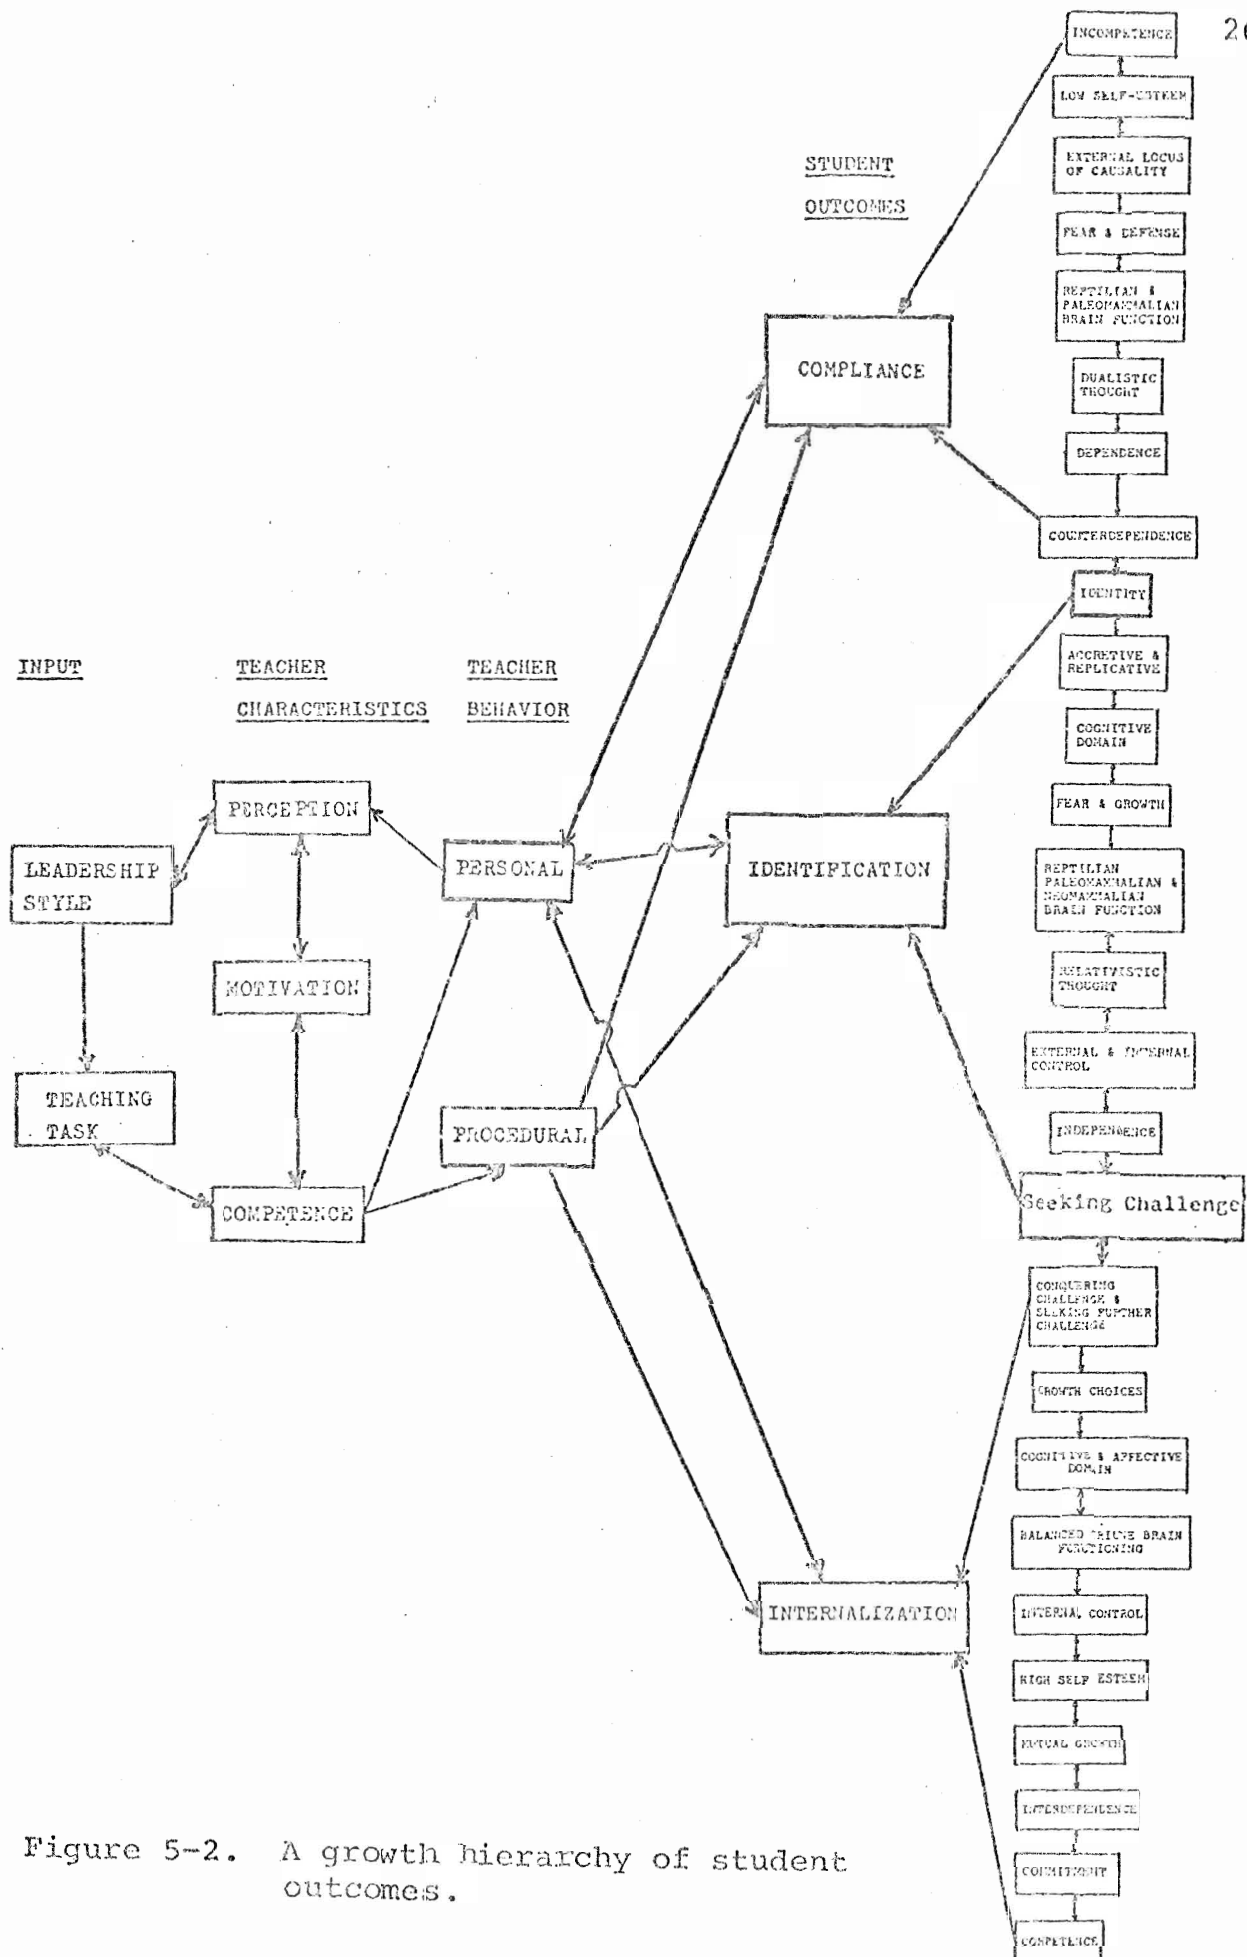 26
INCOMPETENCE
LOW SELF-ESTEEM
EXTERNAL LOCUS
OF CAUSALITY
FEAR & DEFENSE
REPTILIAN &
PALEOMAMMALIAN
BRAIN FUNCTION
DUALISTIC
THOUGHT
DEPENDENCE
COUNTERDEPENDENCE
IDENTITY
ACCRETIVE &
REPLICATIVE
COGNITIVE
DOMAIN
FEAR & GROWTH
REPTILIAN
PALEOMAMMALIAN &
NEOMAMMALIAN
BRAIN FUNCTION
RELATIVISTIC
THOUGHT
EXTERNAL & INTERNAL
CONTROL
INDEPENDENCE
Seeking Challenge
CONQUERING
CHALLENGE &
SEEKING FURTHER
CHALLENGE
GROWTH CHOICES
COGNITIVE & AFFECTIVE
DOMAIN
BALANCED TRIUNE BRAIN
FUNCTIONING
INTERNAL CONTROL
HIGH SELF ESTEEM
MUTUAL GROWTH
INTERDEPENDENCE
COMMITMENT
COMPETENCE
STUDENT
OUTCOMES
COMPLIANCE
IDENTIFICATION
INTERNALIZATION
INPUT
LEADERSHIP
STYLE
TEACHING
TASK
TEACHER
CHARACTERISTICS
PERCEPTION
MOTIVATION
COMPETENCE
TEACHER
BEHAVIOR
PERSONAL
PROCEDURAL
Figure 5-2. A growth hierarchy of student
outcomes.